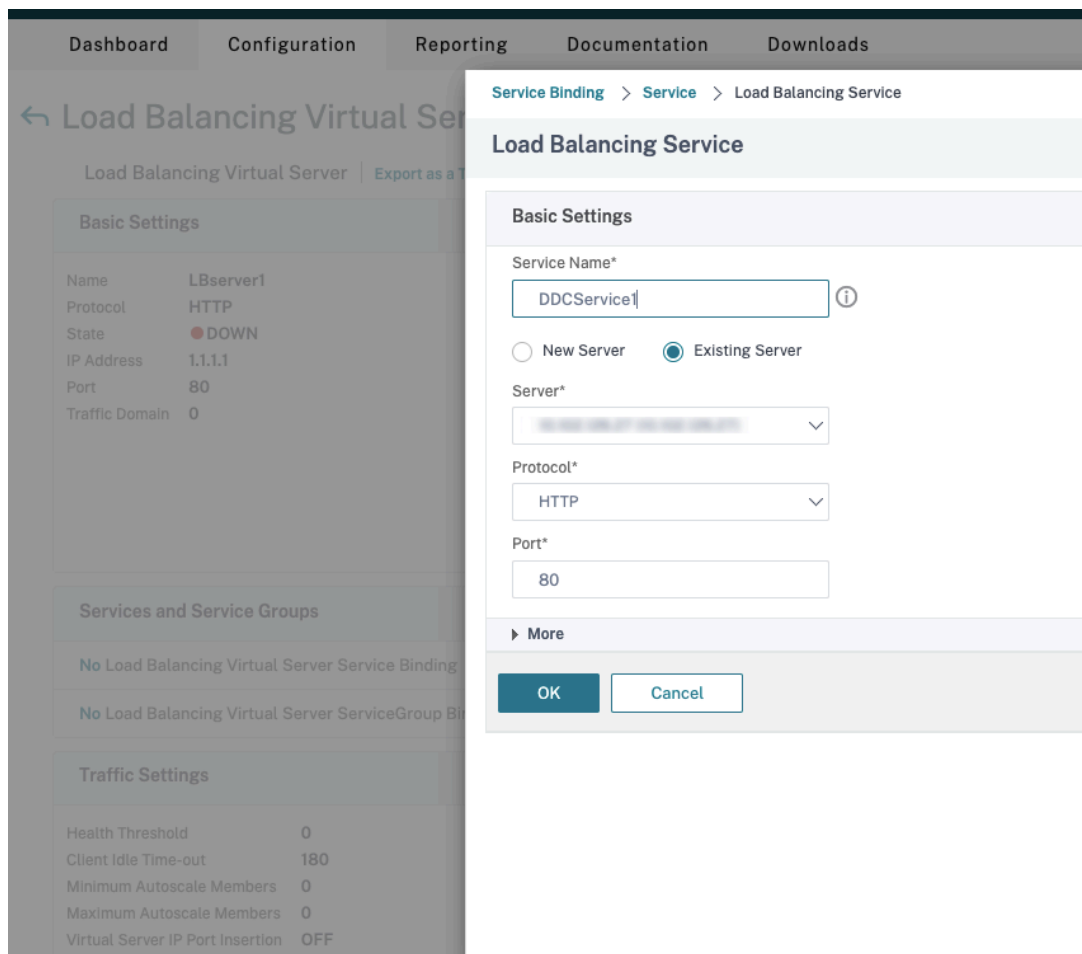 Dashboard Configuration Reporting Documentation Downloads
Load Balancing Virtual Ser
Load Balancing Virtual Server Export as a T
Basic Settings
Name LBserver1
Protocol HTTP
State DOWN
IP Address 1.1.1.1
Port 80
Traffic Domain 0
Services and Service Groups
No Load Balancing Virtual Server Service Binding
No Load Balancing Virtual Server ServiceGroup Bi
Traffic Settings
Health Threshold 0
Client Idle Time-out 180
Minimum Autoscale Members 0
Maximum Autoscale Members 0
Virtual Server IP Port Insertion OFF
Service Binding > Service > Load Balancing Service
Load Balancing Service
Basic Settings
Service Name*
DDCService1
New Server Existing Server
Server*
Protocol*
HTTP
Port*
80
More
OK Cancel